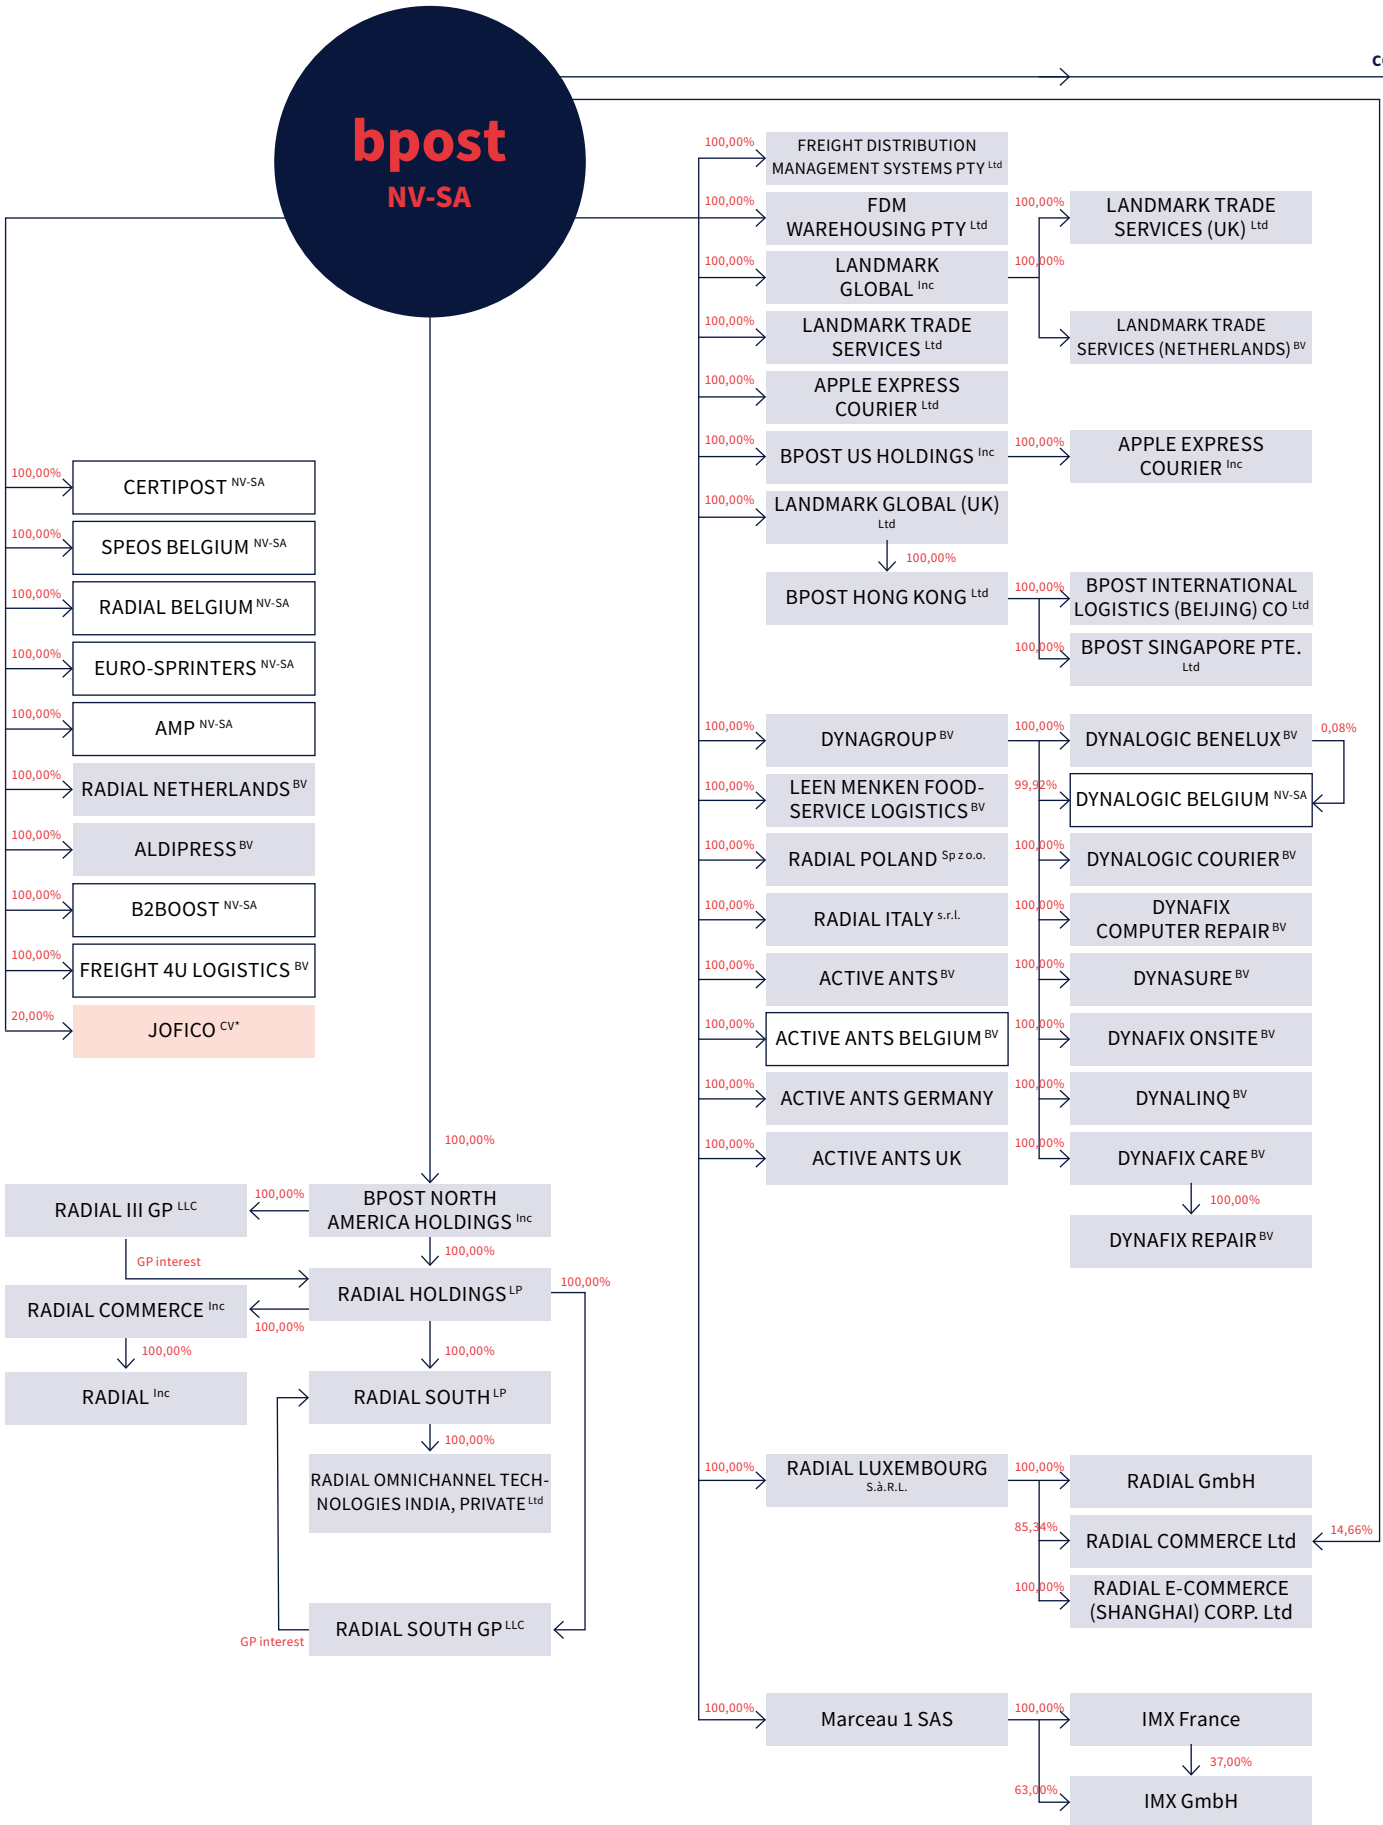 bpost
NV-SA
c
100,00%
CERTIPOST NV-SA
100,00%
SPEOS BELGIUM NV-SA
100,00%
RADIAL BELGIUM NV-SA
100,00%
EURO-SPRINTERS NV-SA
100,00%
AMP NV-SA
100,00%
RADIAL NETHERLANDS BV
100,00%
ALDIPRESS BV
100,00%
B2BOOST NV-SA
100,00%
FREIGHT 4U LOGISTICS BV
20,00%
JOFICO CV*
100,00%
BPOST NORTH
AMERICA HOLDINGS Inc
100,00%
RADIAL III GP LLC
GP interest
100,00%
RADIAL HOLDINGS LP
100,00%
RADIAL COMMERCE Inc
100,00%
100,00%
RADIAL Inc
100,00%
RADIAL SOUTH LP
100,00%
RADIAL OMNICHANNEL TECH-
NOLOGIES INDIA, PRIVATE Ltd
RADIAL SOUTH GP LLC
GP interest
100,00%
FREIGHT DISTRIBUTION
MANAGEMENT SYSTEMS PTY Ltd
100,00%
FDM
WAREHOUSING PTY Ltd
100,00%
LANDMARK TRADE
SERVICES (UK) Ltd
100,00%
LANDMARK
GLOBAL Inc
100,00%
100,00%
LANDMARK TRADE
SERVICES Ltd
LANDMARK TRADE
SERVICES (NETHERLANDS) BV
100,00%
APPLE EXPRESS
COURIER Ltd
100,00%
BPOST US HOLDINGS Inc
100,00%
APPLE EXPRESS
COURIER Inc
100,00%
LANDMARK GLOBAL (UK)
Ltd
100,00%
BPOST HONG KONG Ltd
100,00%
BPOST INTERNATIONAL
LOGISTICS (BEIJING) CO Ltd
100,00%
BPOST SINGAPORE PTE.
Ltd
100,00%
DYNAGROUP BV
100,00%
DYNALOGIC BENELUX BV
0,08%
100,00%
LEEN MENKEN FOOD-
SERVICE LOGISTICS BV
99,92%
DYNALOGIC BELGIUM NV-SA
100,00%
RADIAL POLAND Sp z o.o.
100,00%
DYNALOGIC COURIER BV
100,00%
RADIAL ITALY s.r.l.
100,00%
DYNAFIX
COMPUTER REPAIR BV
100,00%
ACTIVE ANTS BV
100,00%
DYNASURE BV
100,00%
ACTIVE ANTS BELGIUM BV
100,00%
DYNAFIX ONSITE BV
100,00%
ACTIVE ANTS GERMANY
100,00%
DYNALINQ BV
100,00%
ACTIVE ANTS UK
100,00%
DYNAFIX CARE BV
100,00%
DYNAFIX REPAIR BV
100,00%
RADIAL LUXEMBOURG
S.à.R.L.
100,00%
RADIAL GmbH
85,34%
RADIAL COMMERCE Ltd
14,66%
100,00%
RADIAL E-COMMERCE
(SHANGHAI) CORP. Ltd
100,00%
Marceau 1 SAS
100,00%
IMX France
37,00%
63,00%
IMX GmbH